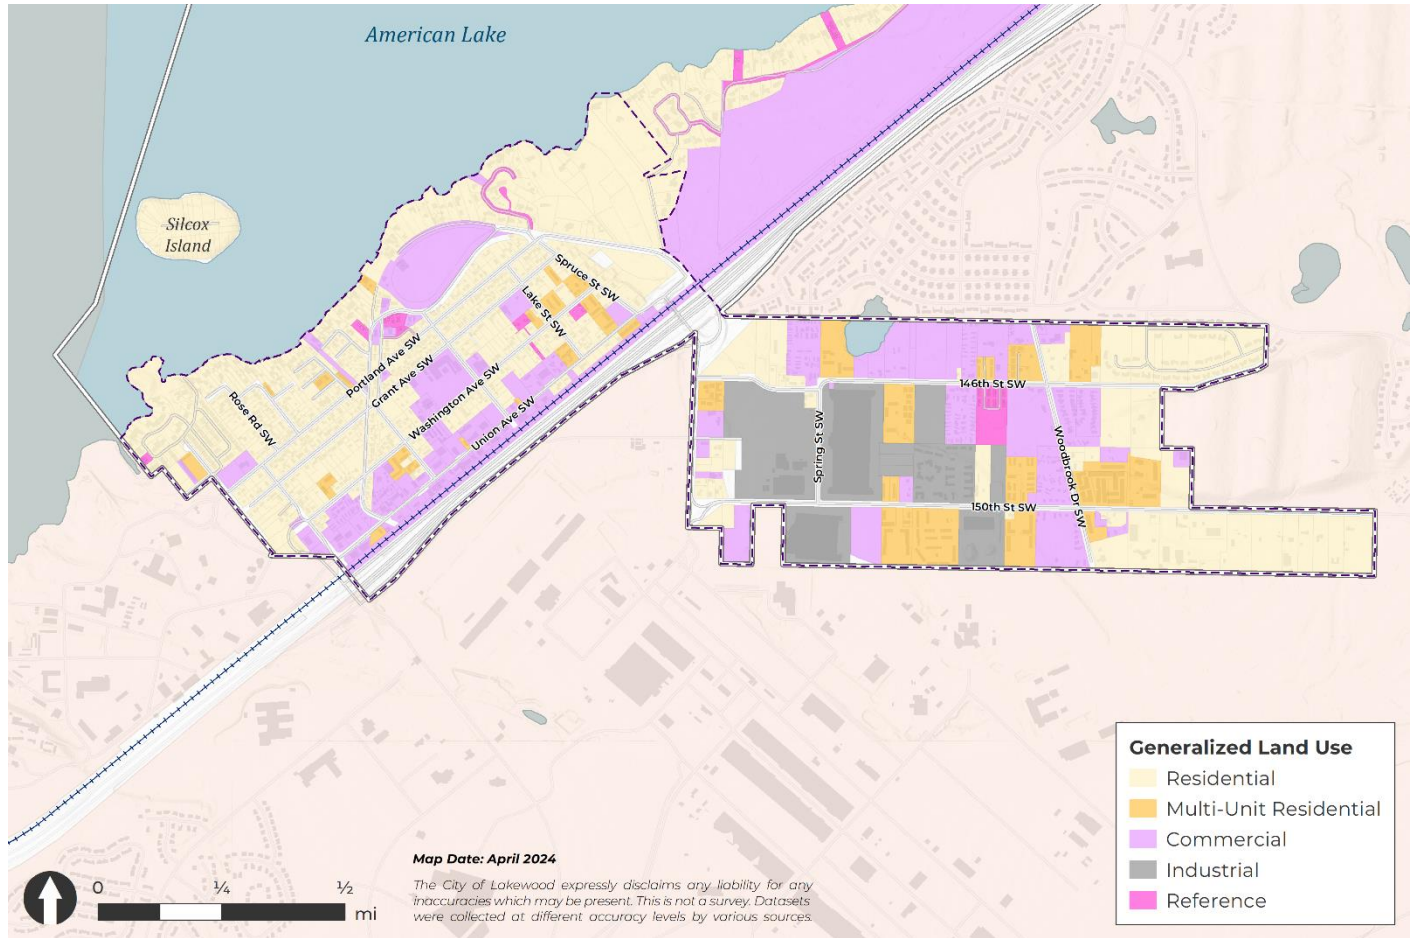 American Lake
Silcox
Island
Spruce St SW
Lake St SW
Portland Ave SW
Grant Ave SW
Washington Ave SW
Union Ave SW
Rose Rd SW
146th St SW
Spring St SW
Woodbrook Dr SW
150th St SW
Generalized Land Use
Residential
Multi-Unit Residential
Commercial
Industrial
Reference
Map Date: April 2024
The City of Lakewood expressly disclaims any liability for any
inaccuracies which may be present. This is not a survey. Datasets
were collected at different accuracy levels by various sources.
0 ¼ ½
mi